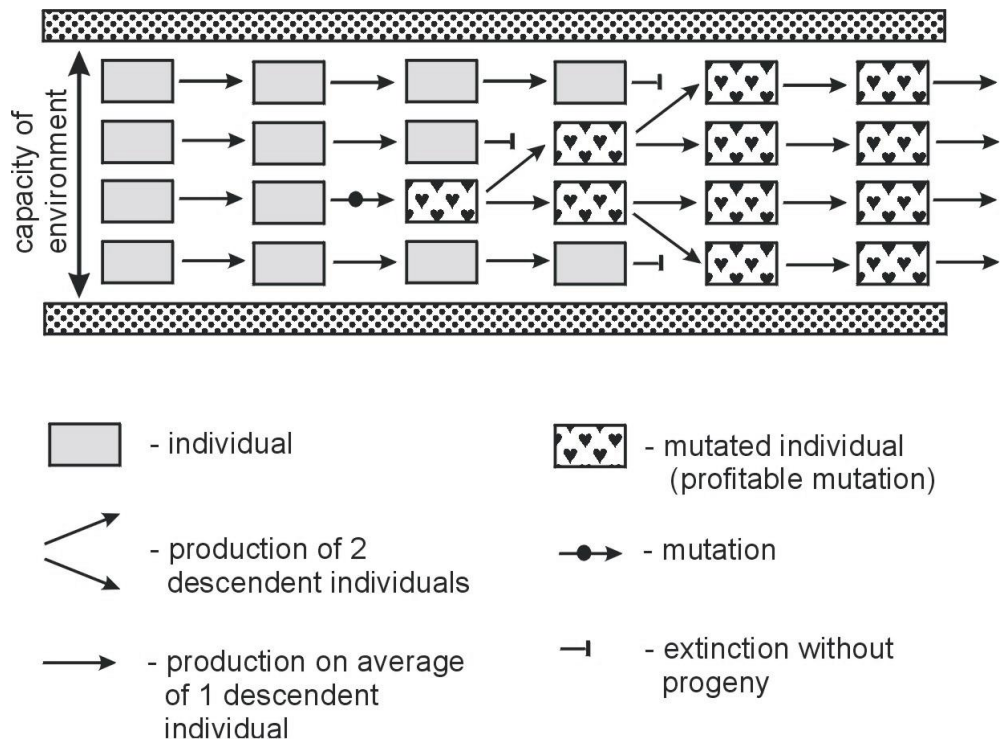 capacity of
environment
- individual
- mutated individual
(profitable mutation)
- production of 2
descendent individuals
- mutation
- production on average
of 1 descendent
individual
- extinction without
progeny